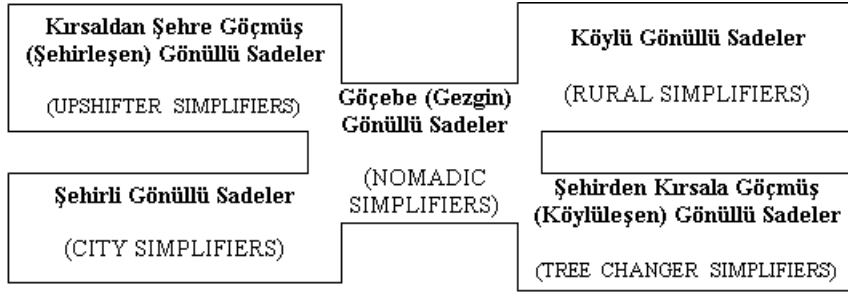 Kırsaldan Şehre Göçmüş
(Şehirleşen) Gönüllü Sadeler
(UPSHIFTER SIMPLIFIERS)
Köylü Gönüllü Sadeler
(RURAL SIMPLIFIERS)
Göçebe (Gezgin)
Gönüllü Sadeler
(NOMADIC
SIMPLIFIERS)
Şehirli Gönüllü Sadeler
(CITY SIMPLIFIERS)
Şehirden Kırsala Göçmüş
(Köylüleşen) Gönüllü Sadeler
(TREE CHANGER SIMPLIFIERS)